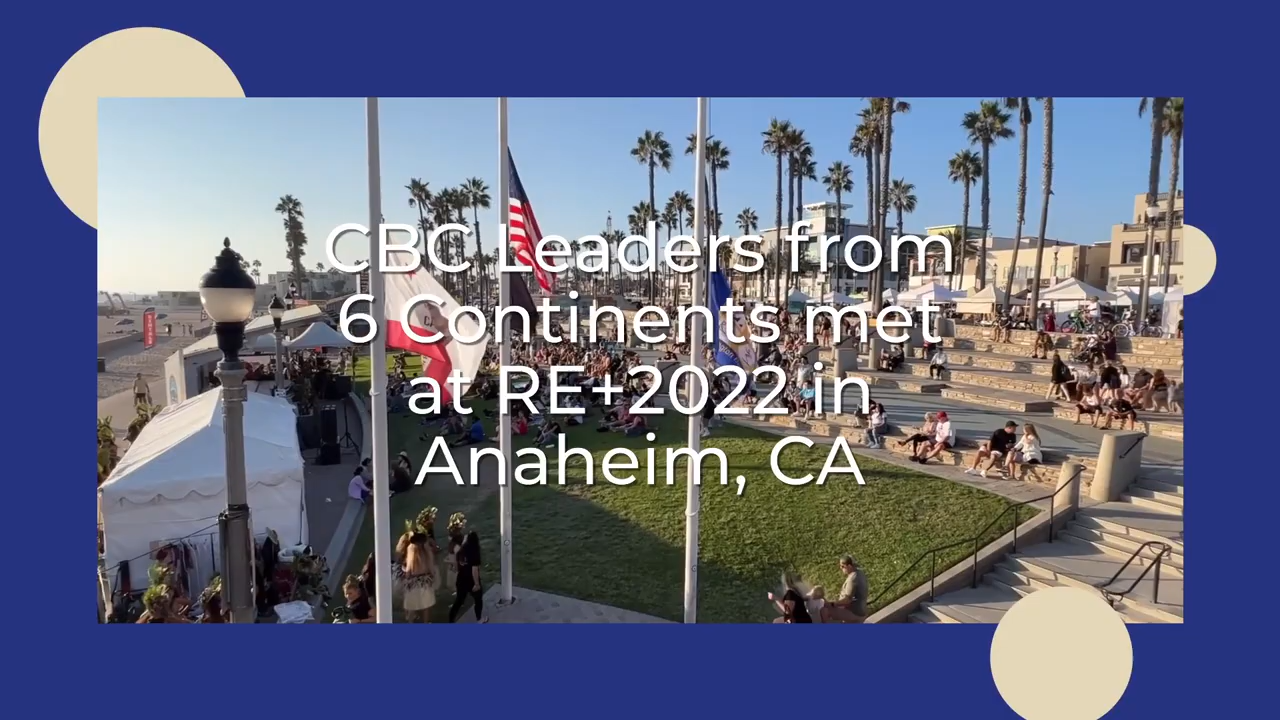 CBC Leaders from
6 Continents met
at RE+2022 in
Anaheim, CA